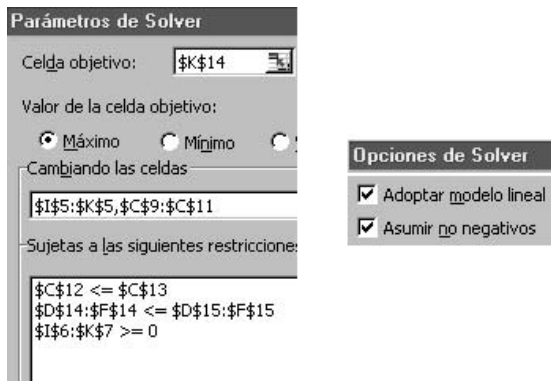 Parámetros de Solver
Celda objetivo: $K$14
Valor de la celda objetivo:
Máximo Mínimo
Cambiando las celdas
$I$5:$K$5,$C$9:$C$11
Sujetas a las siguientes restricciones
$C$12 <= $C$13
$D$14:$F$14 <= $D$15:$F$15
$I$6:$K$7 >= 0
Opciones de Solver
Adoptar modelo lineal
Asumir no negativos